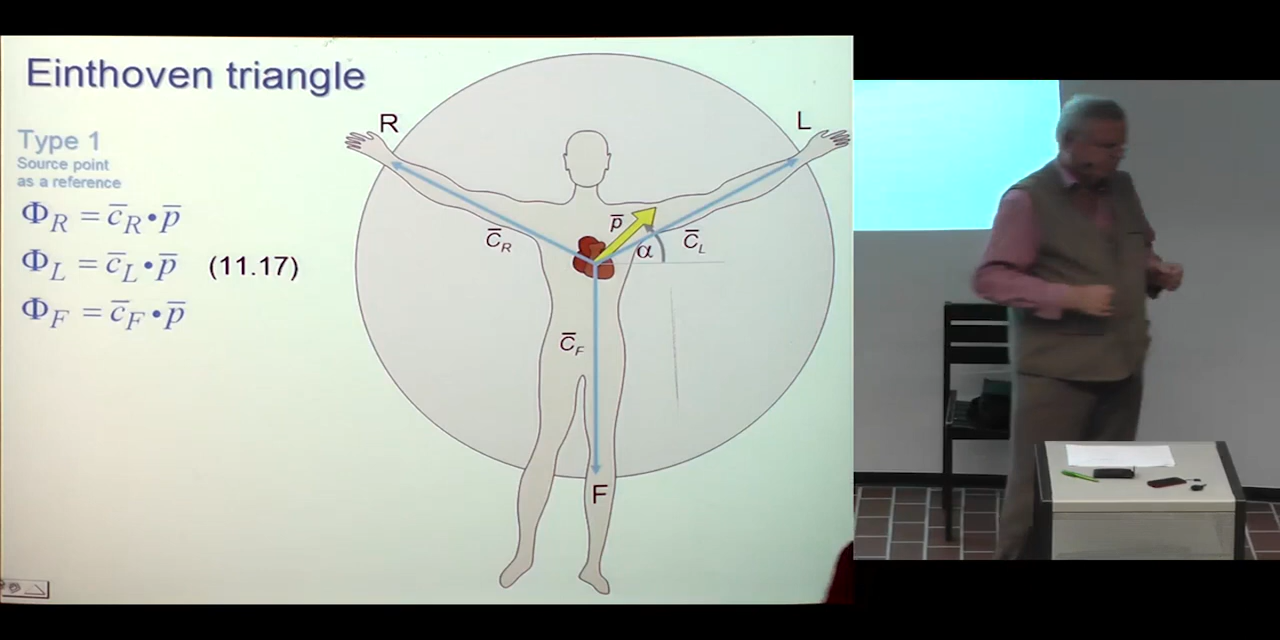 Einthoven triangle
Type 1
Source point
as a reference
Φ_R = c̅_R • p̅
Φ_L = c̅_L • p̅ (11.17)
Φ_F = c̅_F • p̅
R
L
p̅
α
c̅_R
c̅_L
c̅_F
F